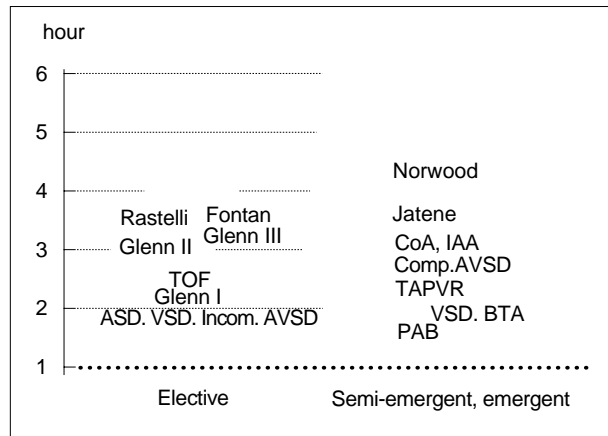 hour
6
5
4
3
2
1
Rastelli
Fontan
Glenn II
Glenn III
TOF
Glenn I
ASD. VSD. Incom. AVSD
Norwood
Jatene
CoA, IAA
Comp.AVSD
TAPVR
VSD. BTA
PAB
Elective
Semi-emergent, emergent